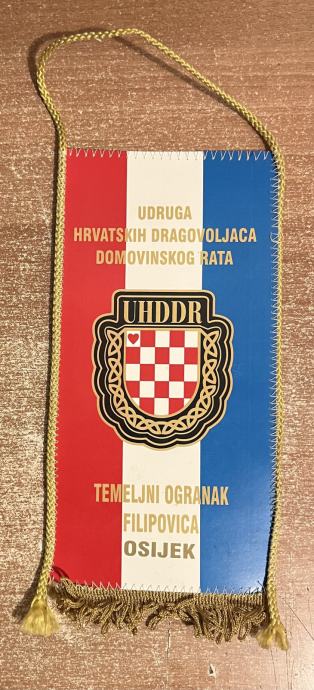 UDRUGA
HRVATSKIH DRAGOVOLJACA
DOMOVINSKOG RATA
UHDDR
TEMELJNI OGRANAK
FILIPOVICA
OSIJEK